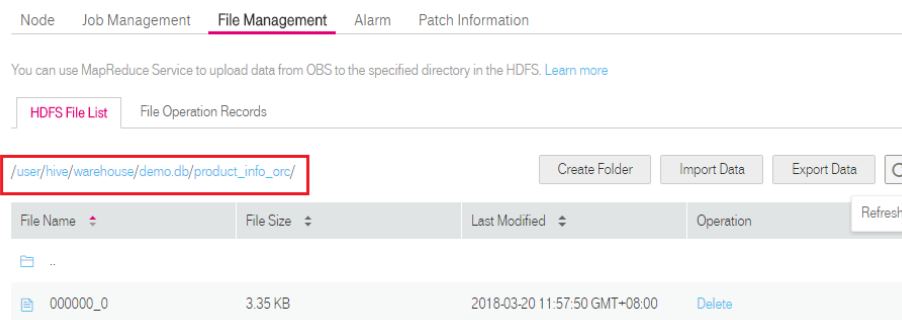 Node Job Management File Management Alarm Patch Information
You can use MapReduce Service to upload data from OBS to the specified directory in the HDFS. Learn more
HDFS File List File Operation Records
/user/hive/warehouse/demo.db/product_info_orc/ Create Folder Import Data Export Data
Refresh
File Name File Size Last Modified Operation
..
000000_0 3.35 KB 2018-03-20 11:57:50 GMT+08:00 Delete